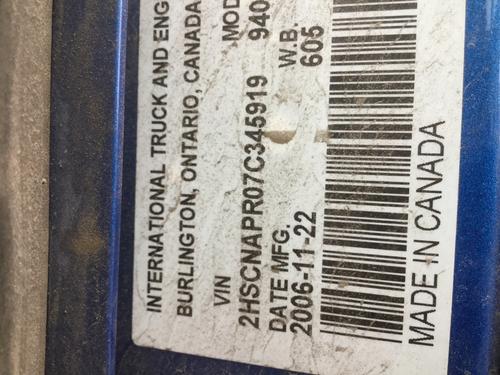 INTERNATIONAL TRUCK AND ENG
BURLINGTON, ONTARIO, CANADA
VIN MOD
2HSCNAPR07C345919 940
DATE MFG. W.B.
2006-11-22 605
MADE IN CANADA